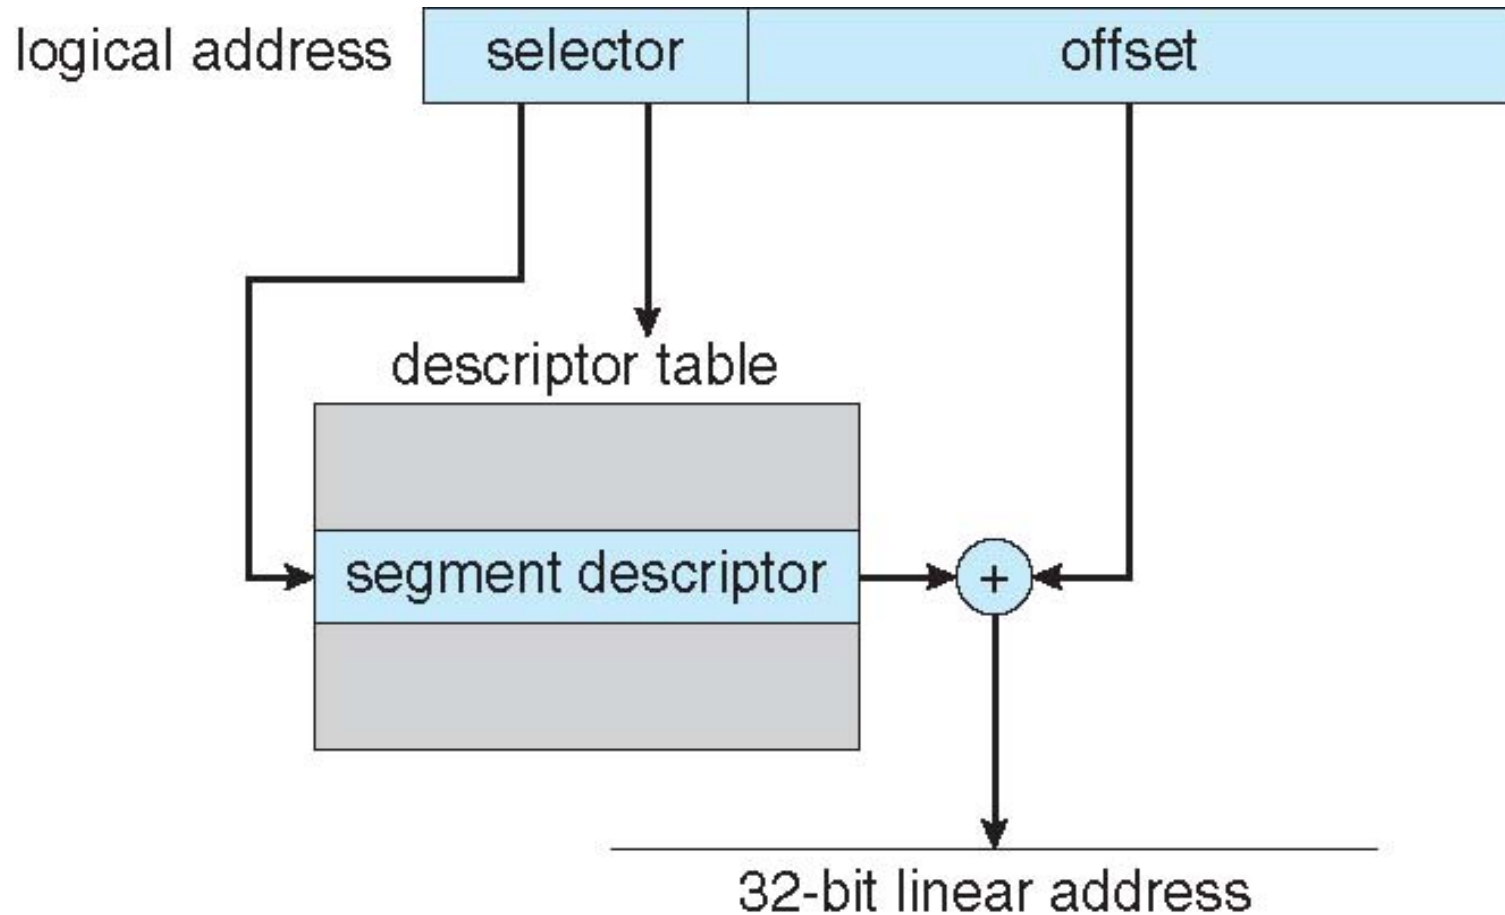 logical address selector offset
descriptor table
segment descriptor +
32-bit linear address